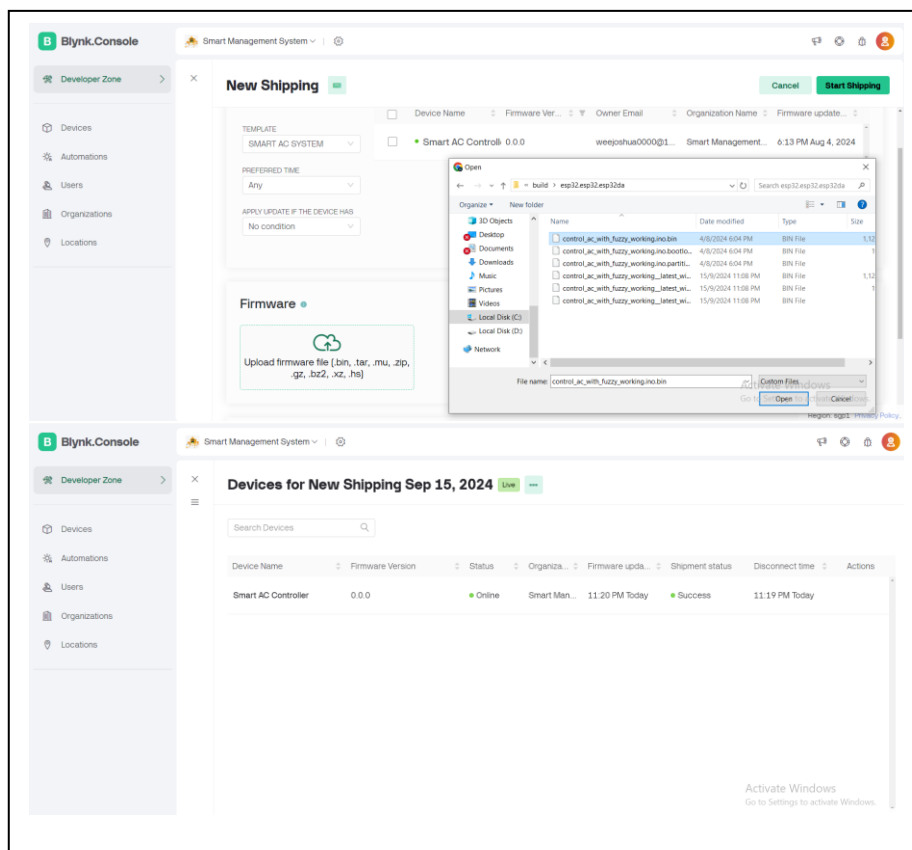 B Blynk.Console
Smart Management System
Developer Zone
New Shipping
Cancel
Start Shipping
Devices
Automations
Users
Organizations
Locations
Device Name Firmware Ver... Owner Email Organization Name Firmware update...
TEMPLATE
SMART AC SYSTEM
Smart AC Controll 0.0.0 weejoshua0000@1... Smart Management... 6:13 PM Aug 4, 2024
PREFERRED TIME
Any
APPLY UPDATE IF THE DEVICE HAS
No condition
Firmware
Upload firmware file (.bin, .tar, .mu, .zip,
.gz, .bz2, .xz, .hs)
Open
« build > esp32.esp32.esp32da
Search esp32.esp32.esp32da
Organize New folder
3D Objects
Desktop
Documents
Downloads
Music
Pictures
Videos
Local Disk (C:)
Local Disk (D:)
Network
Name Date modified Type Size
control_ac_with_fuzzy_working.ino.bin 4/8/2024 6:04 PM BIN File 1,12
control_ac_with_fuzzy_working.ino.bootlo... 4/8/2024 6:04 PM BIN File 1
control_ac_with_fuzzy_working.ino.partiti... 4/8/2024 6:04 PM BIN File
control_ac_with_fuzzy_working__latest_wi... 15/9/2024 11:08 PM BIN File 1,12
control_ac_with_fuzzy_working__latest_wi... 15/9/2024 11:08 PM BIN File 1
control_ac_with_fuzzy_working__latest_wi... 15/9/2024 11:08 PM BIN File
File name: control_ac_with_fuzzy_working.ino.bin
Custom Files
Open
Cancel
Activate Windows
Region: sgp1 Privacy Policy
B Blynk.Console
Smart Management System
Developer Zone
Devices for New Shipping Sep 15, 2024 Live
Devices
Automations
Users
Organizations
Locations
Search Devices
Device Name Firmware Version Status Organiza... Firmware upda... Shipment status Disconnect time Actions
Smart AC Controller 0.0.0 Online Smart Man... 11:20 PM Today Success 11:19 PM Today
Activate Windows
Go to Settings to activate Windows.